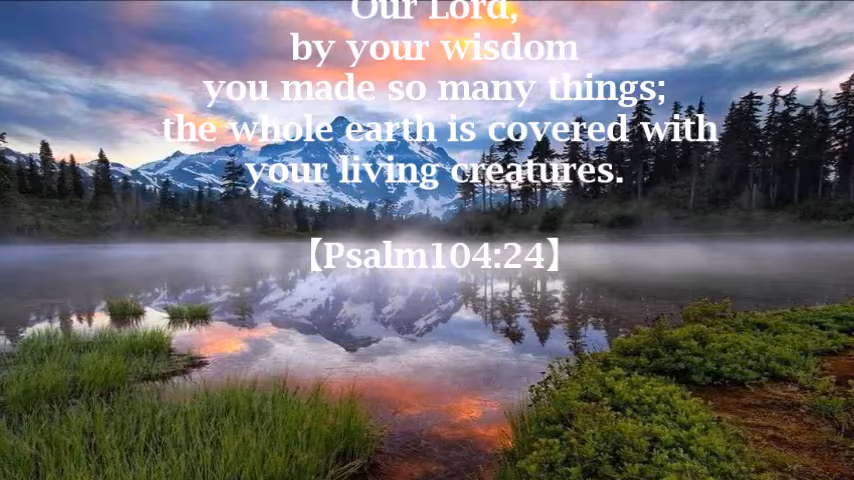 Our Lord,
by your wisdom
you made so many things;
the whole earth is covered with
your living creatures.
【Psalm104:24】